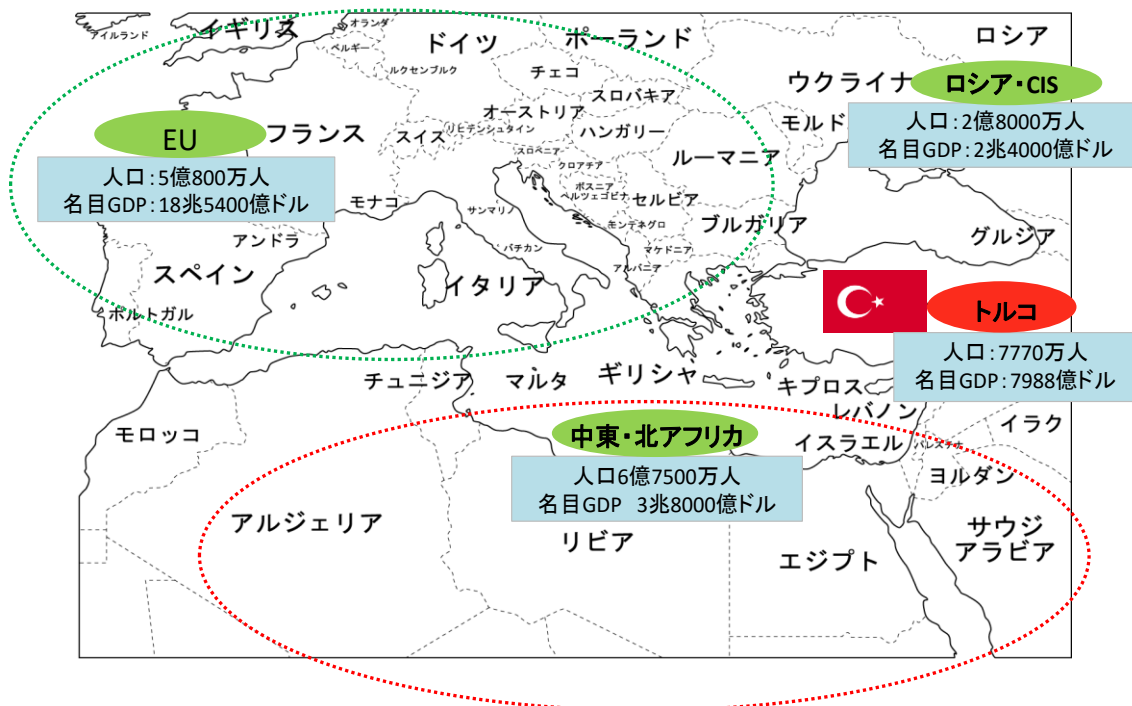 アイルランド
イギリス
オランダ
ベルギー
ドイツ
ポーランド
ロシア
ルクセンブルク
チェコ
ウクライナ
ロシア・CIS
スロバキア
人口:2億8000万人
名目GDP:2兆4000億ドル
EU
フランス
スイス
リヒテンシュタイン
オーストリア
ハンガリー
モルド
人口:5億800万人
名目GDP:18兆5400億ドル
スロベニア
クロアチア
ルーマニア
ボスニア
ヘルツェゴビナ
セルビア
モナコ
サンマリノ
モンテネグロ
ブルガリア
グルジア
アンドラ
バチカン
マケドニア
アルバニア
スペイン
イタリア
ポルトガル
トルコ
人口:7770万人
名目GDP:7988億ドル
チュニジア
マルタ
ギリシャ
キプロス
レバノン
モロッコ
中東・北アフリカ
イスラエル
パレスチナ
イラク
人口6億7500万人
名目GDP 3兆8000億ドル
ヨルダン
アルジェリア
リビア
エジプト
サウジ
アラビア